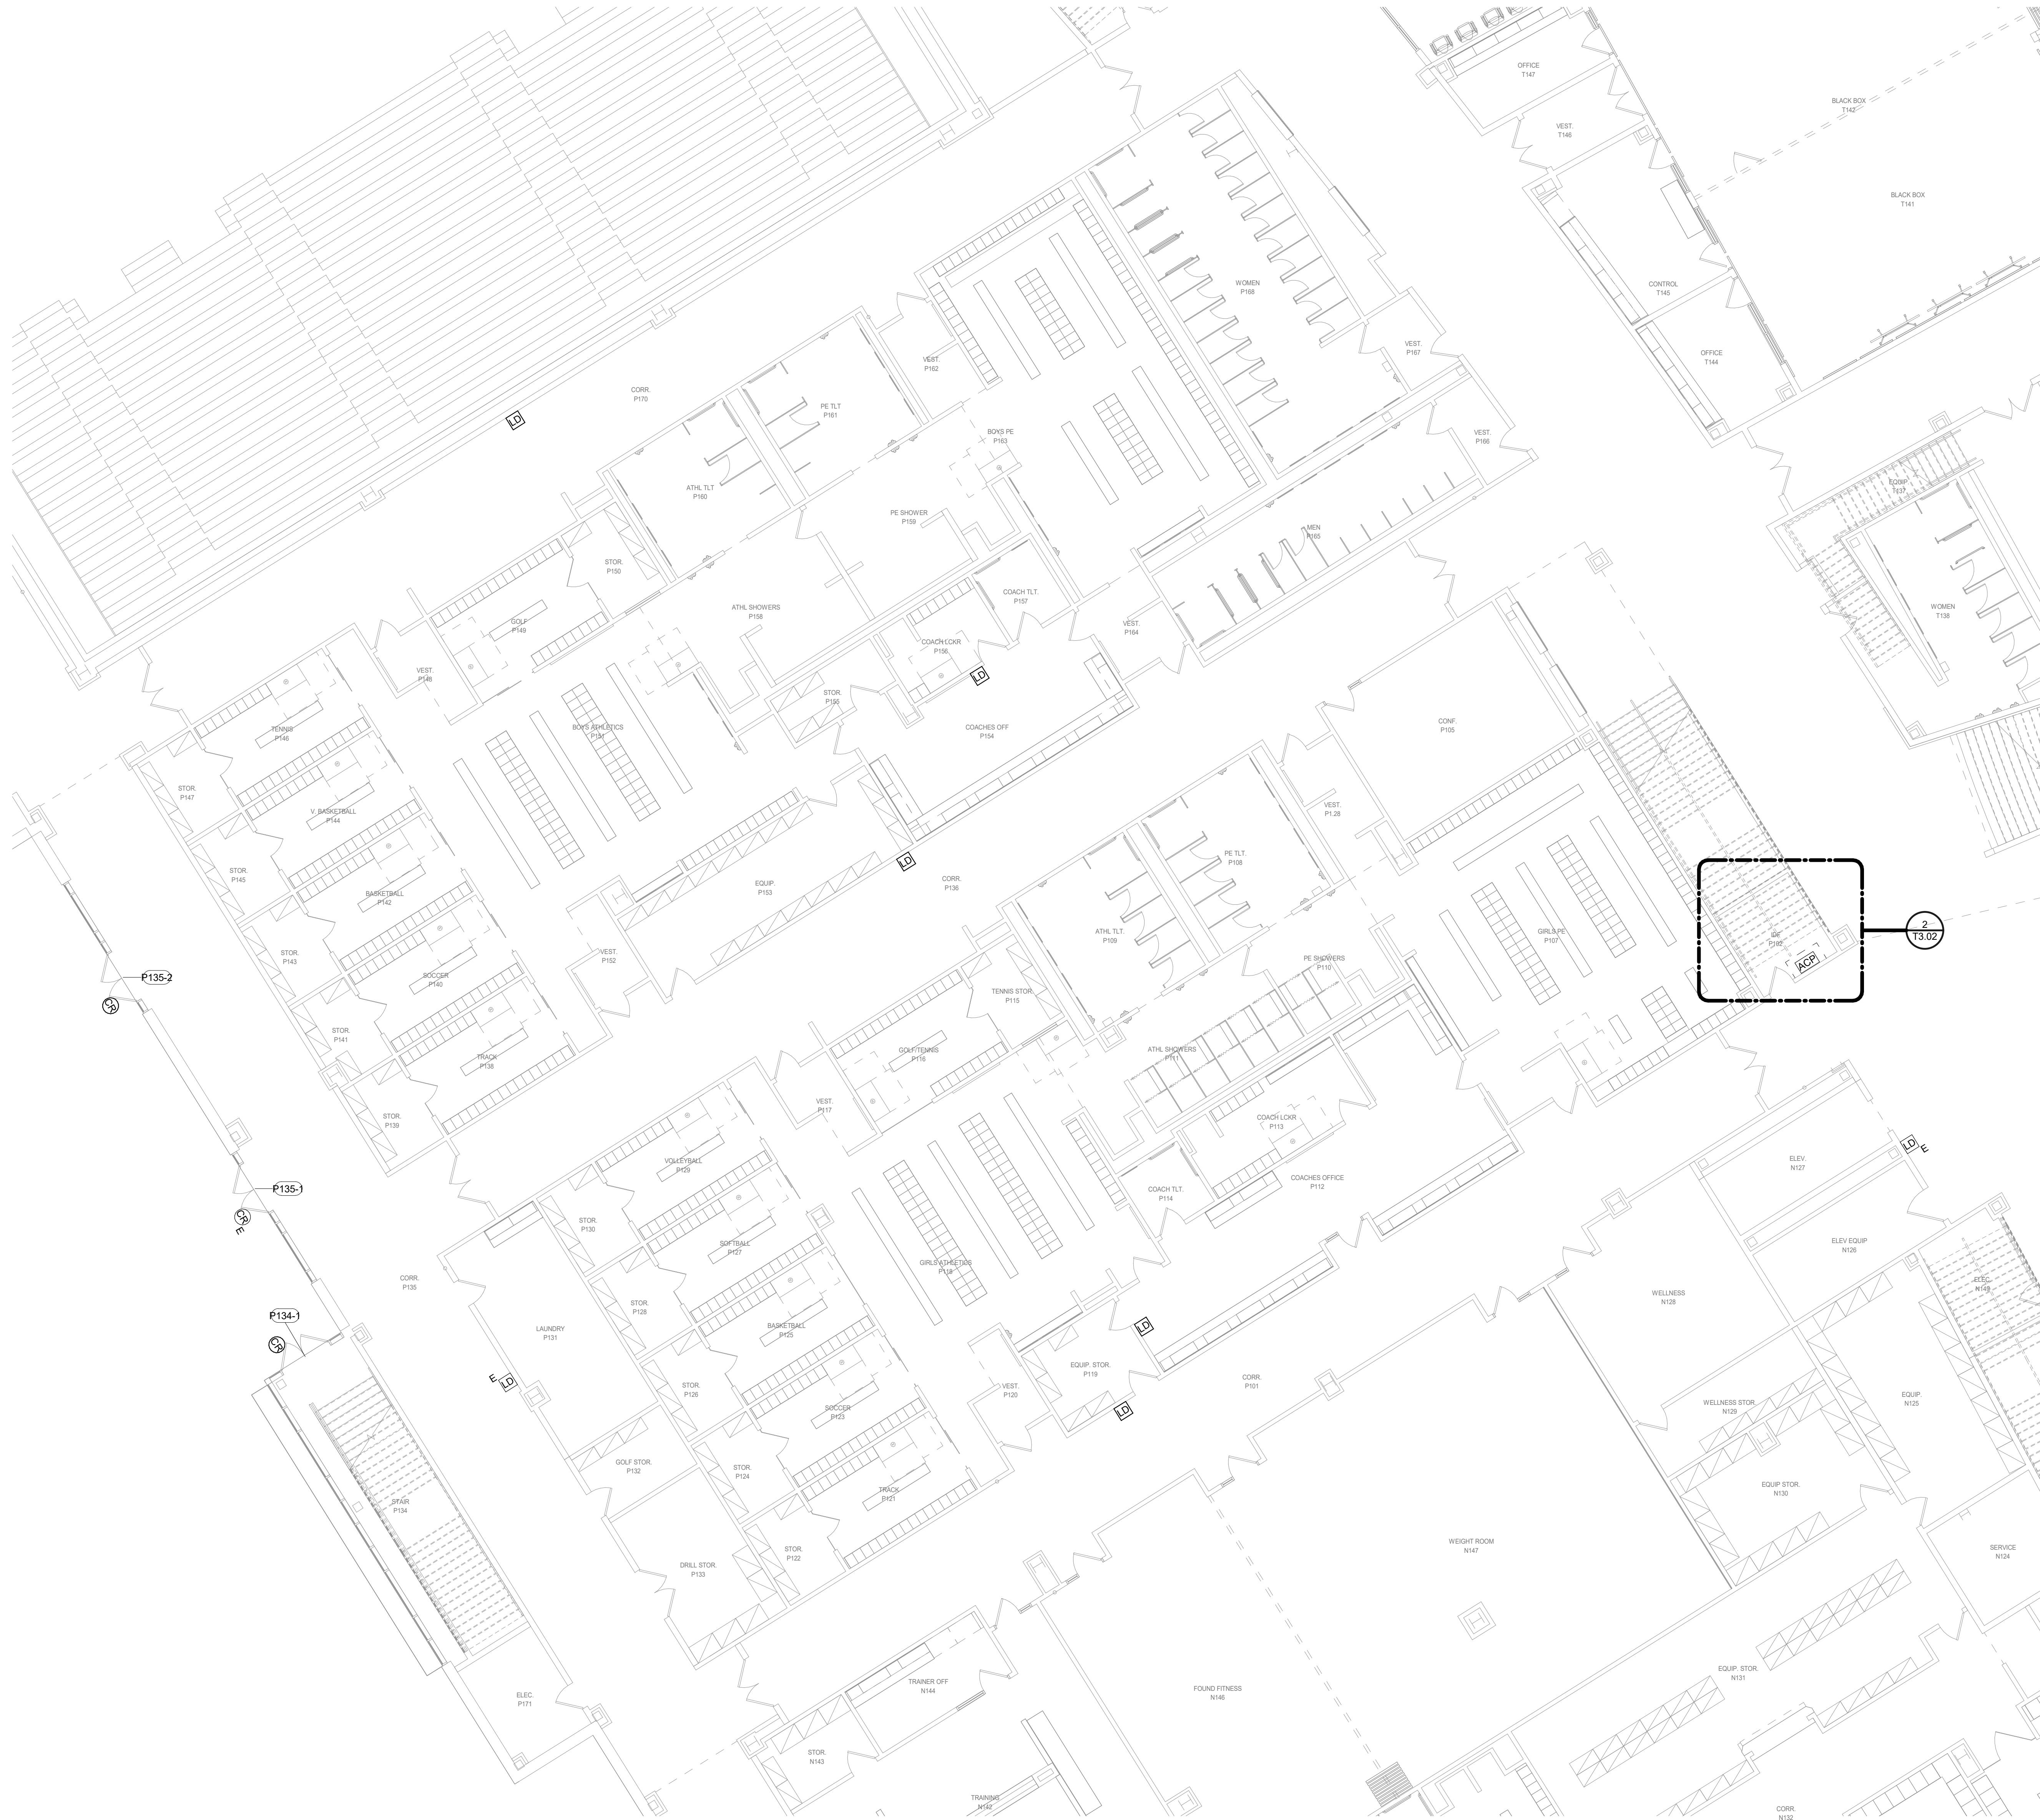 OFFICE
T147
BLACK BOX
T142
VEST.
T146
BLACK BOX
T141
WOMEN
P168
CONTROL
T145
VEST.
P167
OFFICE
T144
VEST.
P162
CORR.
P170
LD
PE TLT
P161
BOYS PE
P163
VEST.
P166
ATHL TLT
P160
EQUIP
T137
PE SHOWER
P159
MEN
P165
STOR.
P150
COACH TLT.
P157
ATHL SHOWERS
P158
WOMEN
T138
GOLF
P149
VEST.
P164
COACH LCKR
P156
LD
VEST.
P148
STOR.
P155
CONF.
P105
TENNIS
P146
BOYS ATHLETICS
P151
COACHES OFF
P154
STOR.
P147
V. BASKETBALL
P144
VEST.
P1.28
PE TLT.
P108
LD
STOR.
P145
EQUIP.
P153
CORR.
P136
BASKETBALL
P142
ATHL TLT.
P109
GIRLS PE
P107
IDF
P102
ACP
2
T3.02
STOR.
P143
VEST.
P152
PE SHOWERS
P110
P135-2
CR
SOCCER
P140
TENNIS STOR.
P115
STOR.
P141
TRACK
P138
GOLF/TENNIS
P116
ATHL SHOWERS
P111
VEST.
P117
STOR.
P139
COACH LCKR
P113
LD
E
ELEV.
N127
VOLLEYBALL
P129
COACHES OFFICE
P112
P135-1
CR
E
COACH TLT.
P114
STOR.
P130
SOFTBALL
P127
ELEV EQUIP
N126
GIRLS ATHLETICS
P118
CORR.
P135
ELEC.
N149
WELLNESS
N128
STOR.
P128
P134-1
CR
LAUNDRY
P131
BASKETBALL
P125
LD
EQUIP. STOR.
P119
CORR.
P101
E
LD
STOR.
P126
VEST.
P120
EQUIP.
N125
SOCCER
P123
LD
WELLNESS STOR.
N129
GOLF STOR.
P132
STOR.
P124
EQUIP STOR.
N130
STAIR
P134
TRACK
P121
WEIGHT ROOM
N147
STOR.
P122
SERVICE
N124
DRILL STOR.
P133
EQUIP. STOR.
N131
TRAINER OFF
N144
FOUND FITNESS
N146
ELEC.
P171
STOR.
N143
TRAINING
N142
CORR.
N132